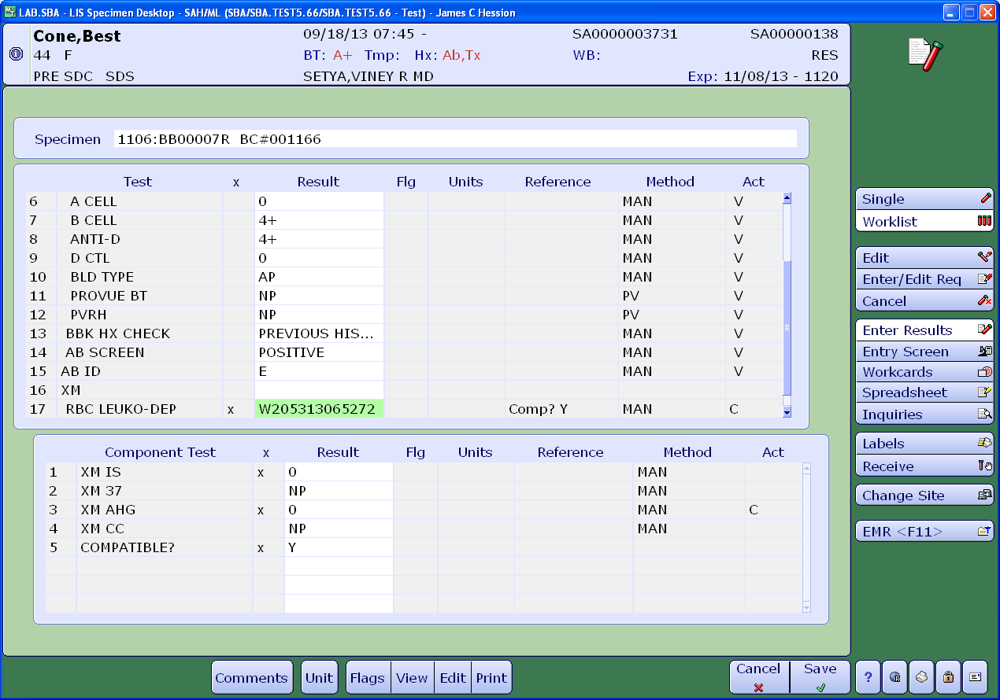 LAB.SBA - LIS Specimen Desktop - SAH/ML (SBA/SBA.TEST5.66/SBA.TEST5.66 - Test) - James C Hession
Cone,Best 09/18/13 07:45 - SA0000003731 SA00000138
44 F BT: A+ Tmp: Hx: Ab,Tx WB: RES
PRE SDC SDS SETYA,VINEY R MD Exp: 11/08/13 - 1120
Specimen 1106:BB00007R BC#001166
Test x Result Flg Units Reference Method Act
6 A CELL 0 MAN V
7 B CELL 4+ MAN V
8 ANTI-D 4+ MAN V
9 D CTL 0 MAN V
10 BLD TYPE AP MAN V
11 PROVUE BT NP PV V
12 PVRH NP PV V
13 BBK HX CHECK PREVIOUS HIS... MAN V
14 AB SCREEN POSITIVE MAN V
15 AB ID E MAN V
16 XM
17 RBC LEUKO-DEP x W205313065272 Comp? Y MAN C
Component Test x Result Flg Units Reference Method Act
1 XM IS x 0 MAN
2 XM 37 NP MAN
3 XM AHG x 0 MAN C
4 XM CC NP MAN
5 COMPATIBLE? x Y
Single
Worklist
Edit
Enter/Edit Req
Cancel
Enter Results
Entry Screen
Workcards
Spreadsheet
Inquiries
Labels
Receive
Change Site
EMR <F11>
Comments Unit Flags View Edit Print Cancel Save ?